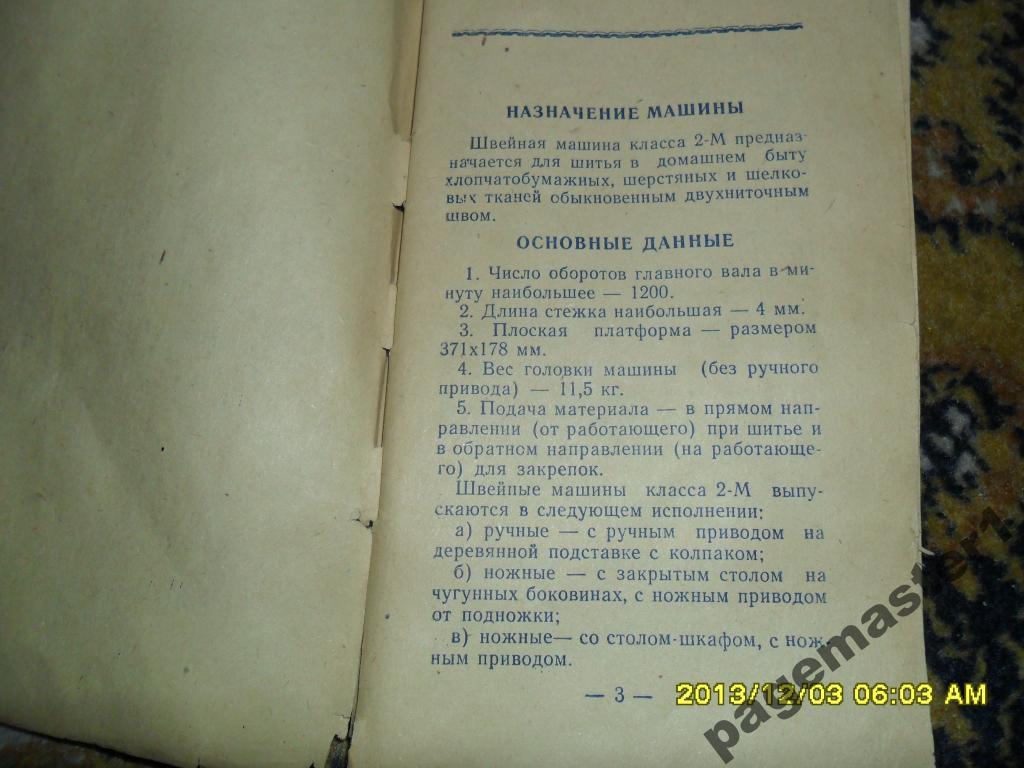 НАЗНАЧЕНИЕ МАШИНЫ
Швейная машина класса 2-М предназ-
начается для шитья в домашнем быту
хлопчатобумажных, шерстяных и шелко-
вых тканей обыкновенным двухниточным
швом.
ОСНОВНЫЕ ДАННЫЕ
1. Число оборотов главного вала в ми-
нуту наибольшее — 1200.
2. Длина стежка наибольшая — 4 мм.
3. Плоская платформа — размером
371х178 мм.
4. Вес головки машины (без ручного
привода) — 11,5 кг.
5. Подача материала — в прямом нап-
равлении (от работающего) при шитье и
в обратном направлении (на работающе-
го) для закрепок.
Швейные машины класса 2-М выпу-
скаются в следующем исполнении:
а) ручные — с ручным приводом на
деревянной подставке с колпаком;
б) ножные — с закрытым столом на
чугунных боковинах, с ножным приводом
от подножки;
в) ножные— со столом-шкафом, с нож-
ным приводом.
— 3 —
2013/12/03 06:03 AM
pagemaster1